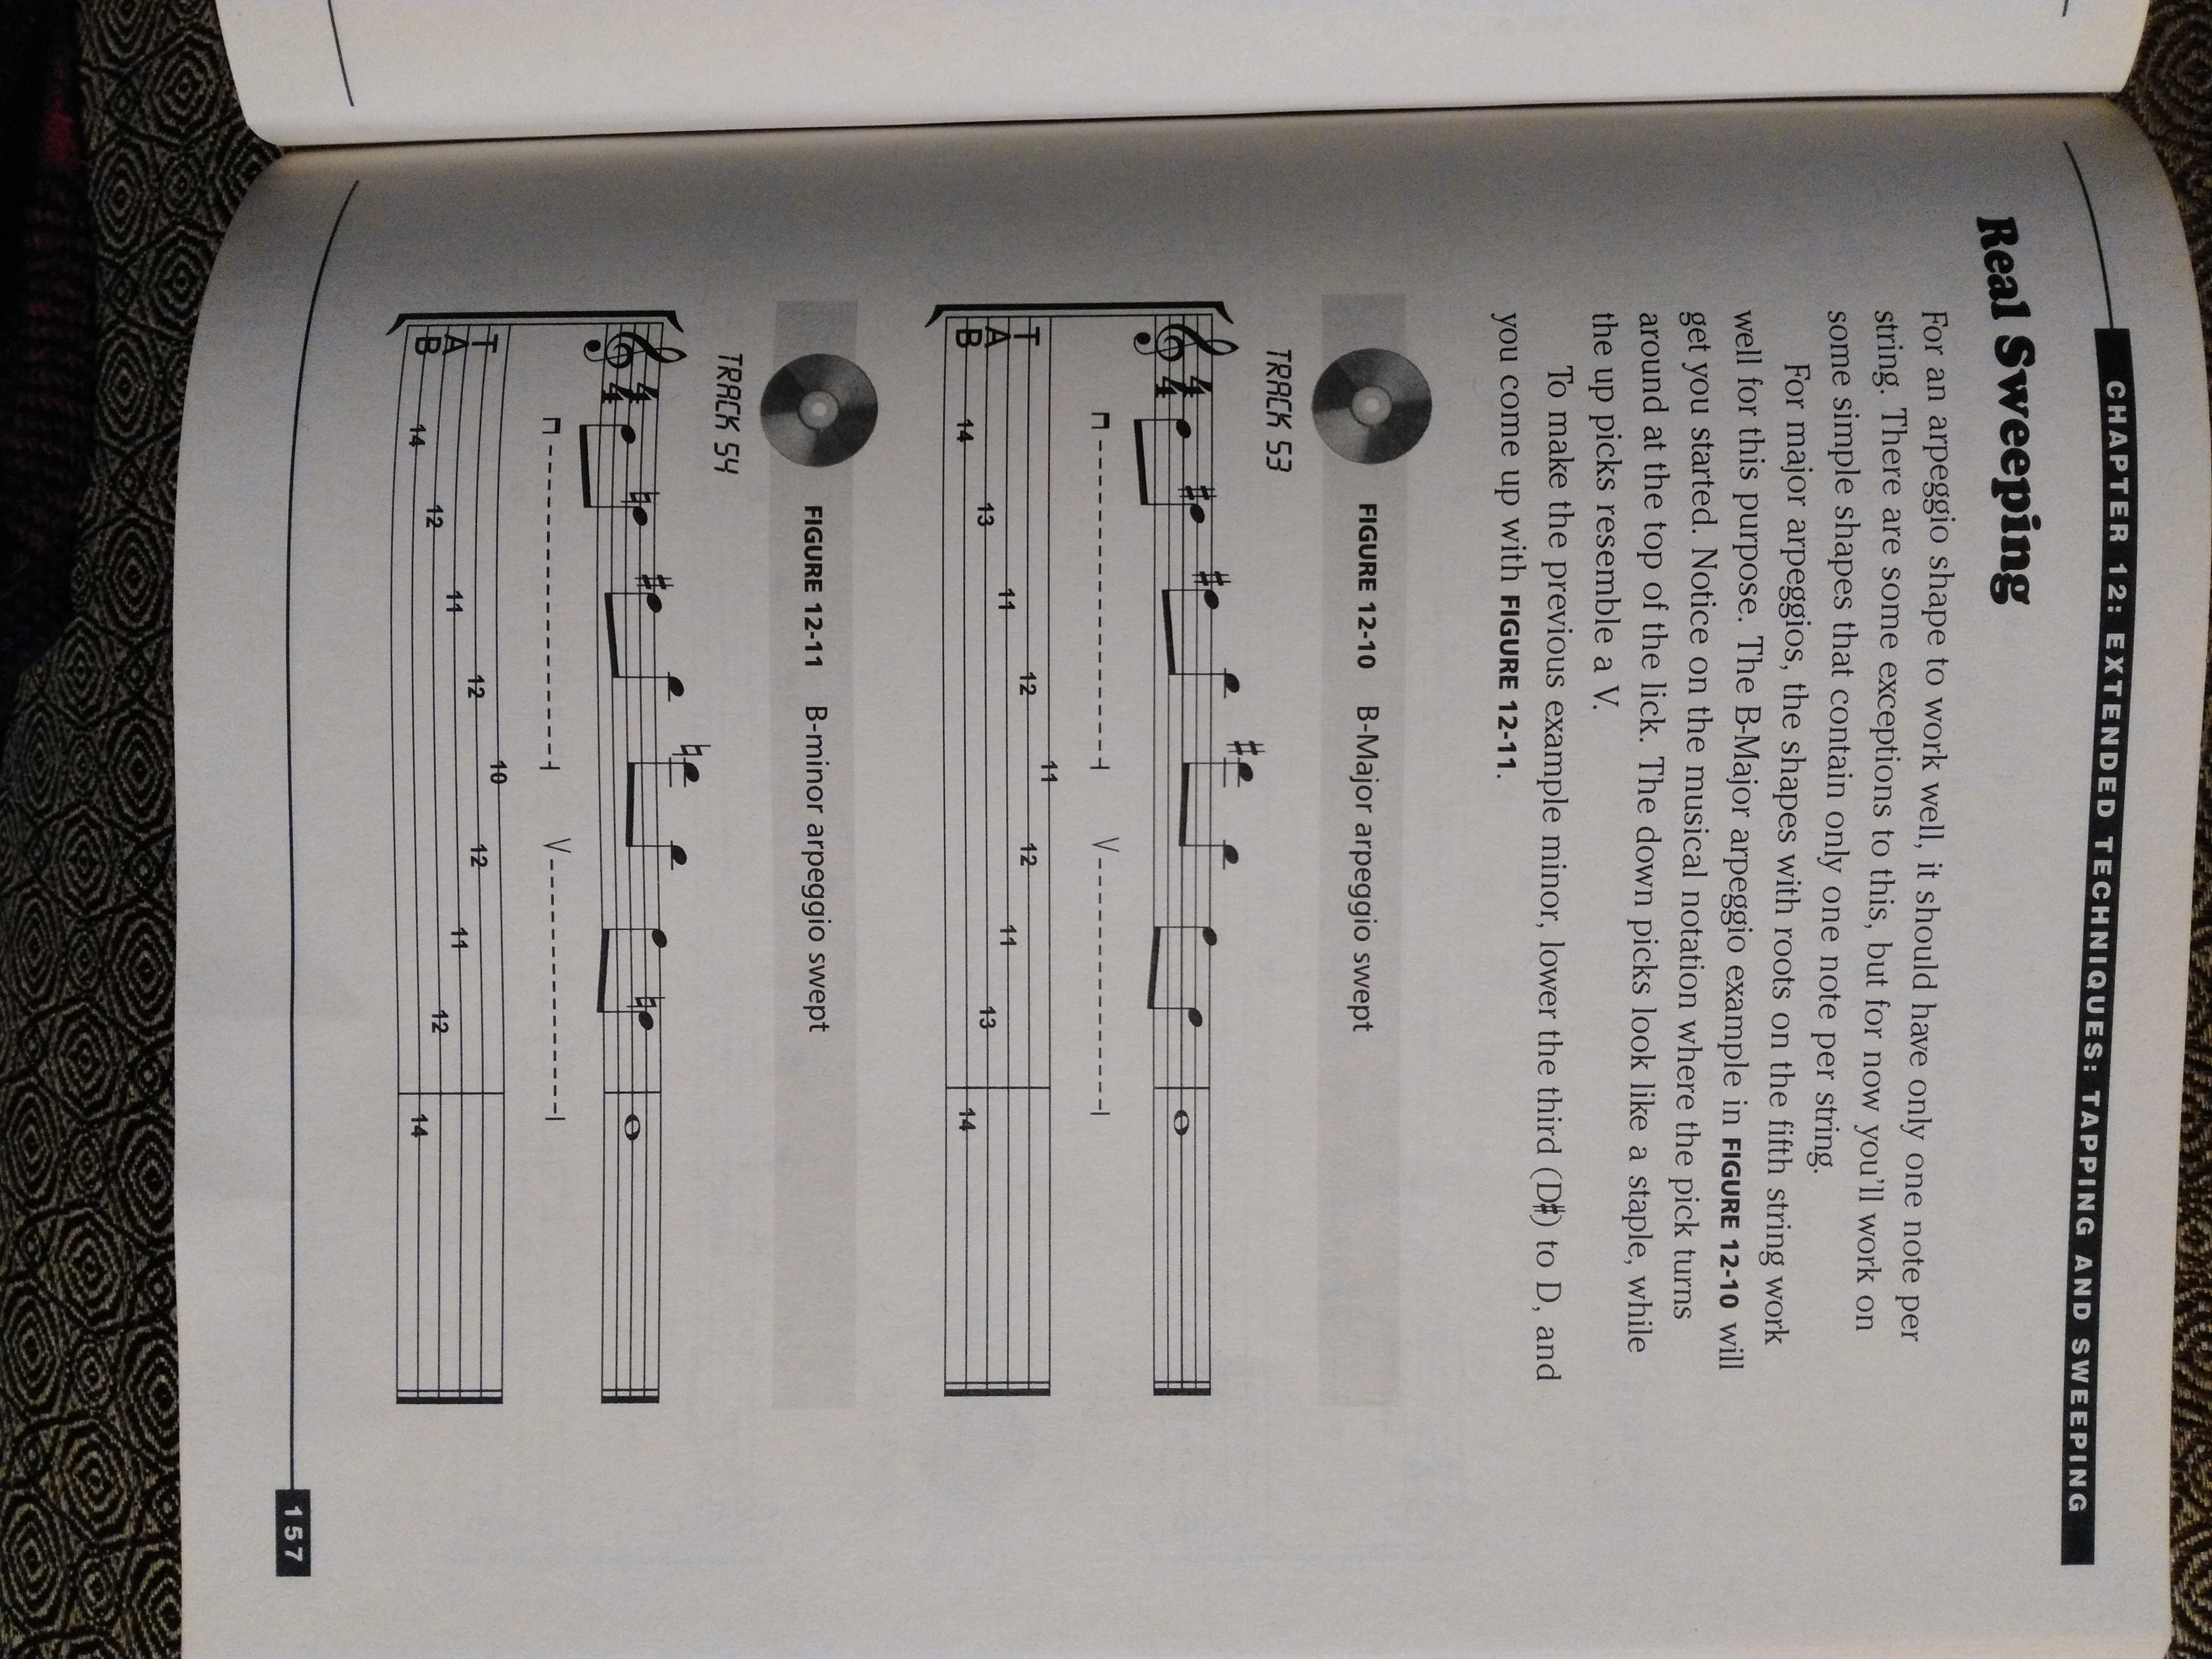 CHAPTER 12: EXTENDED TECHNIQUES: TAPPING AND SWEEPING
Real Sweeping
For an arpeggio shape to work well, it should have only one note per
string. There are some exceptions to this, but for now you'll work on
some simple shapes that contain only one note per string.
For major arpeggios, the shapes with roots on the fifth string work
well for this purpose. The B-Major arpeggio example in FIGURE 12-10 will
get you started. Notice on the musical notation where the pick turns
around at the top of the lick. The down picks look like a staple, while
the up picks resemble a V.
To make the previous example minor, lower the third (D#) to D, and
you come up with FIGURE 12-11.
FIGURE 12-10 B-Major arpeggio swept
TRACK 53
4
4
V
T
A
B
14 13 11 12 11 12 11 13 14
FIGURE 12-11 B-minor arpeggio swept
TRACK 54
4
4
V
T
A
B
14 12 11 12 10 12 11 12 14
157